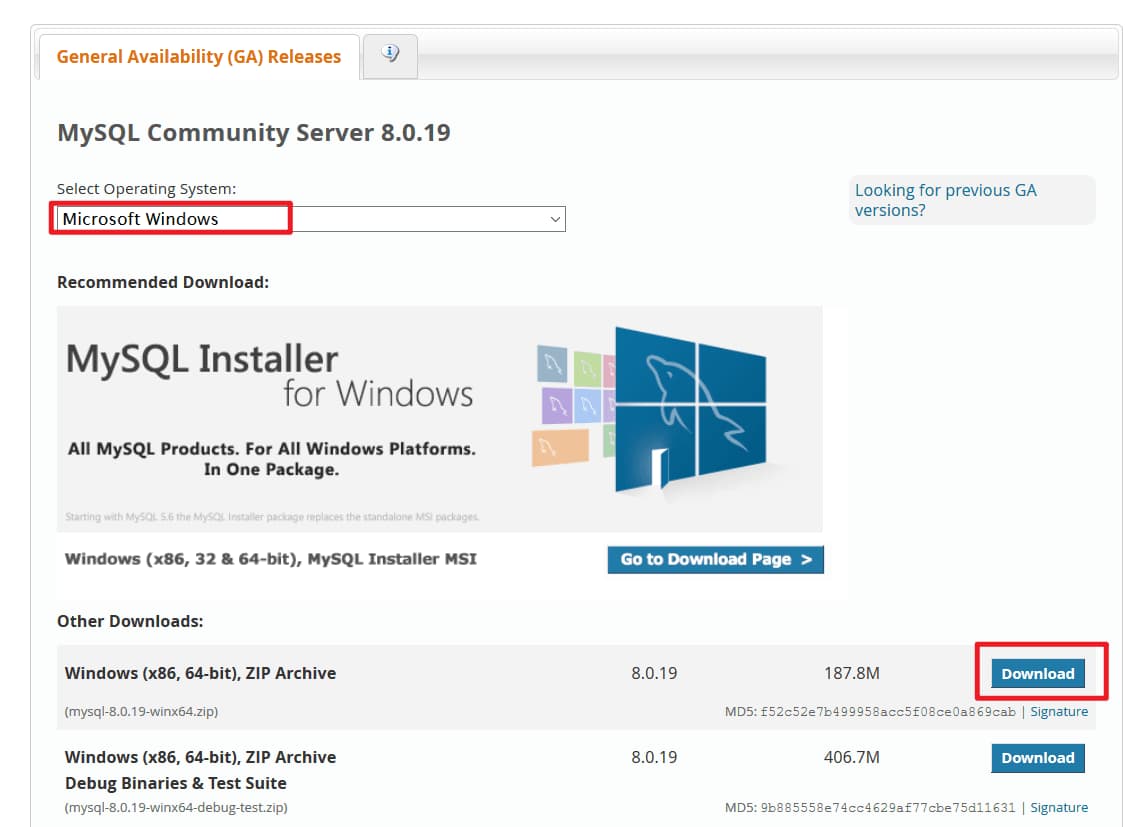 General Availability (GA) Releases
MySQL Community Server 8.0.19
Select Operating System:
Microsoft Windows
Looking for previous GA
versions?
Recommended Download:
MySQL Installer
for Windows
All MySQL Products. For All Windows Platforms.
In One Package.
Starting with MySQL 5.6 the MySQL Installer package replaces the standalone MSI packages.
Windows (x86, 32 & 64-bit), MySQL Installer MSI
Go to Download Page >
Other Downloads:
Windows (x86, 64-bit), ZIP Archive 8.0.19 187.8M Download
(mysql-8.0.19-winx64.zip) MD5: f52c52e7b499958acc5f08ce0a869cab | Signature
Windows (x86, 64-bit), ZIP Archive 8.0.19 406.7M Download
Debug Binaries & Test Suite
(mysql-8.0.19-winx64-debug-test.zip) MD5: 9b885558e74cc4629af77cbe75d11631 | Signature